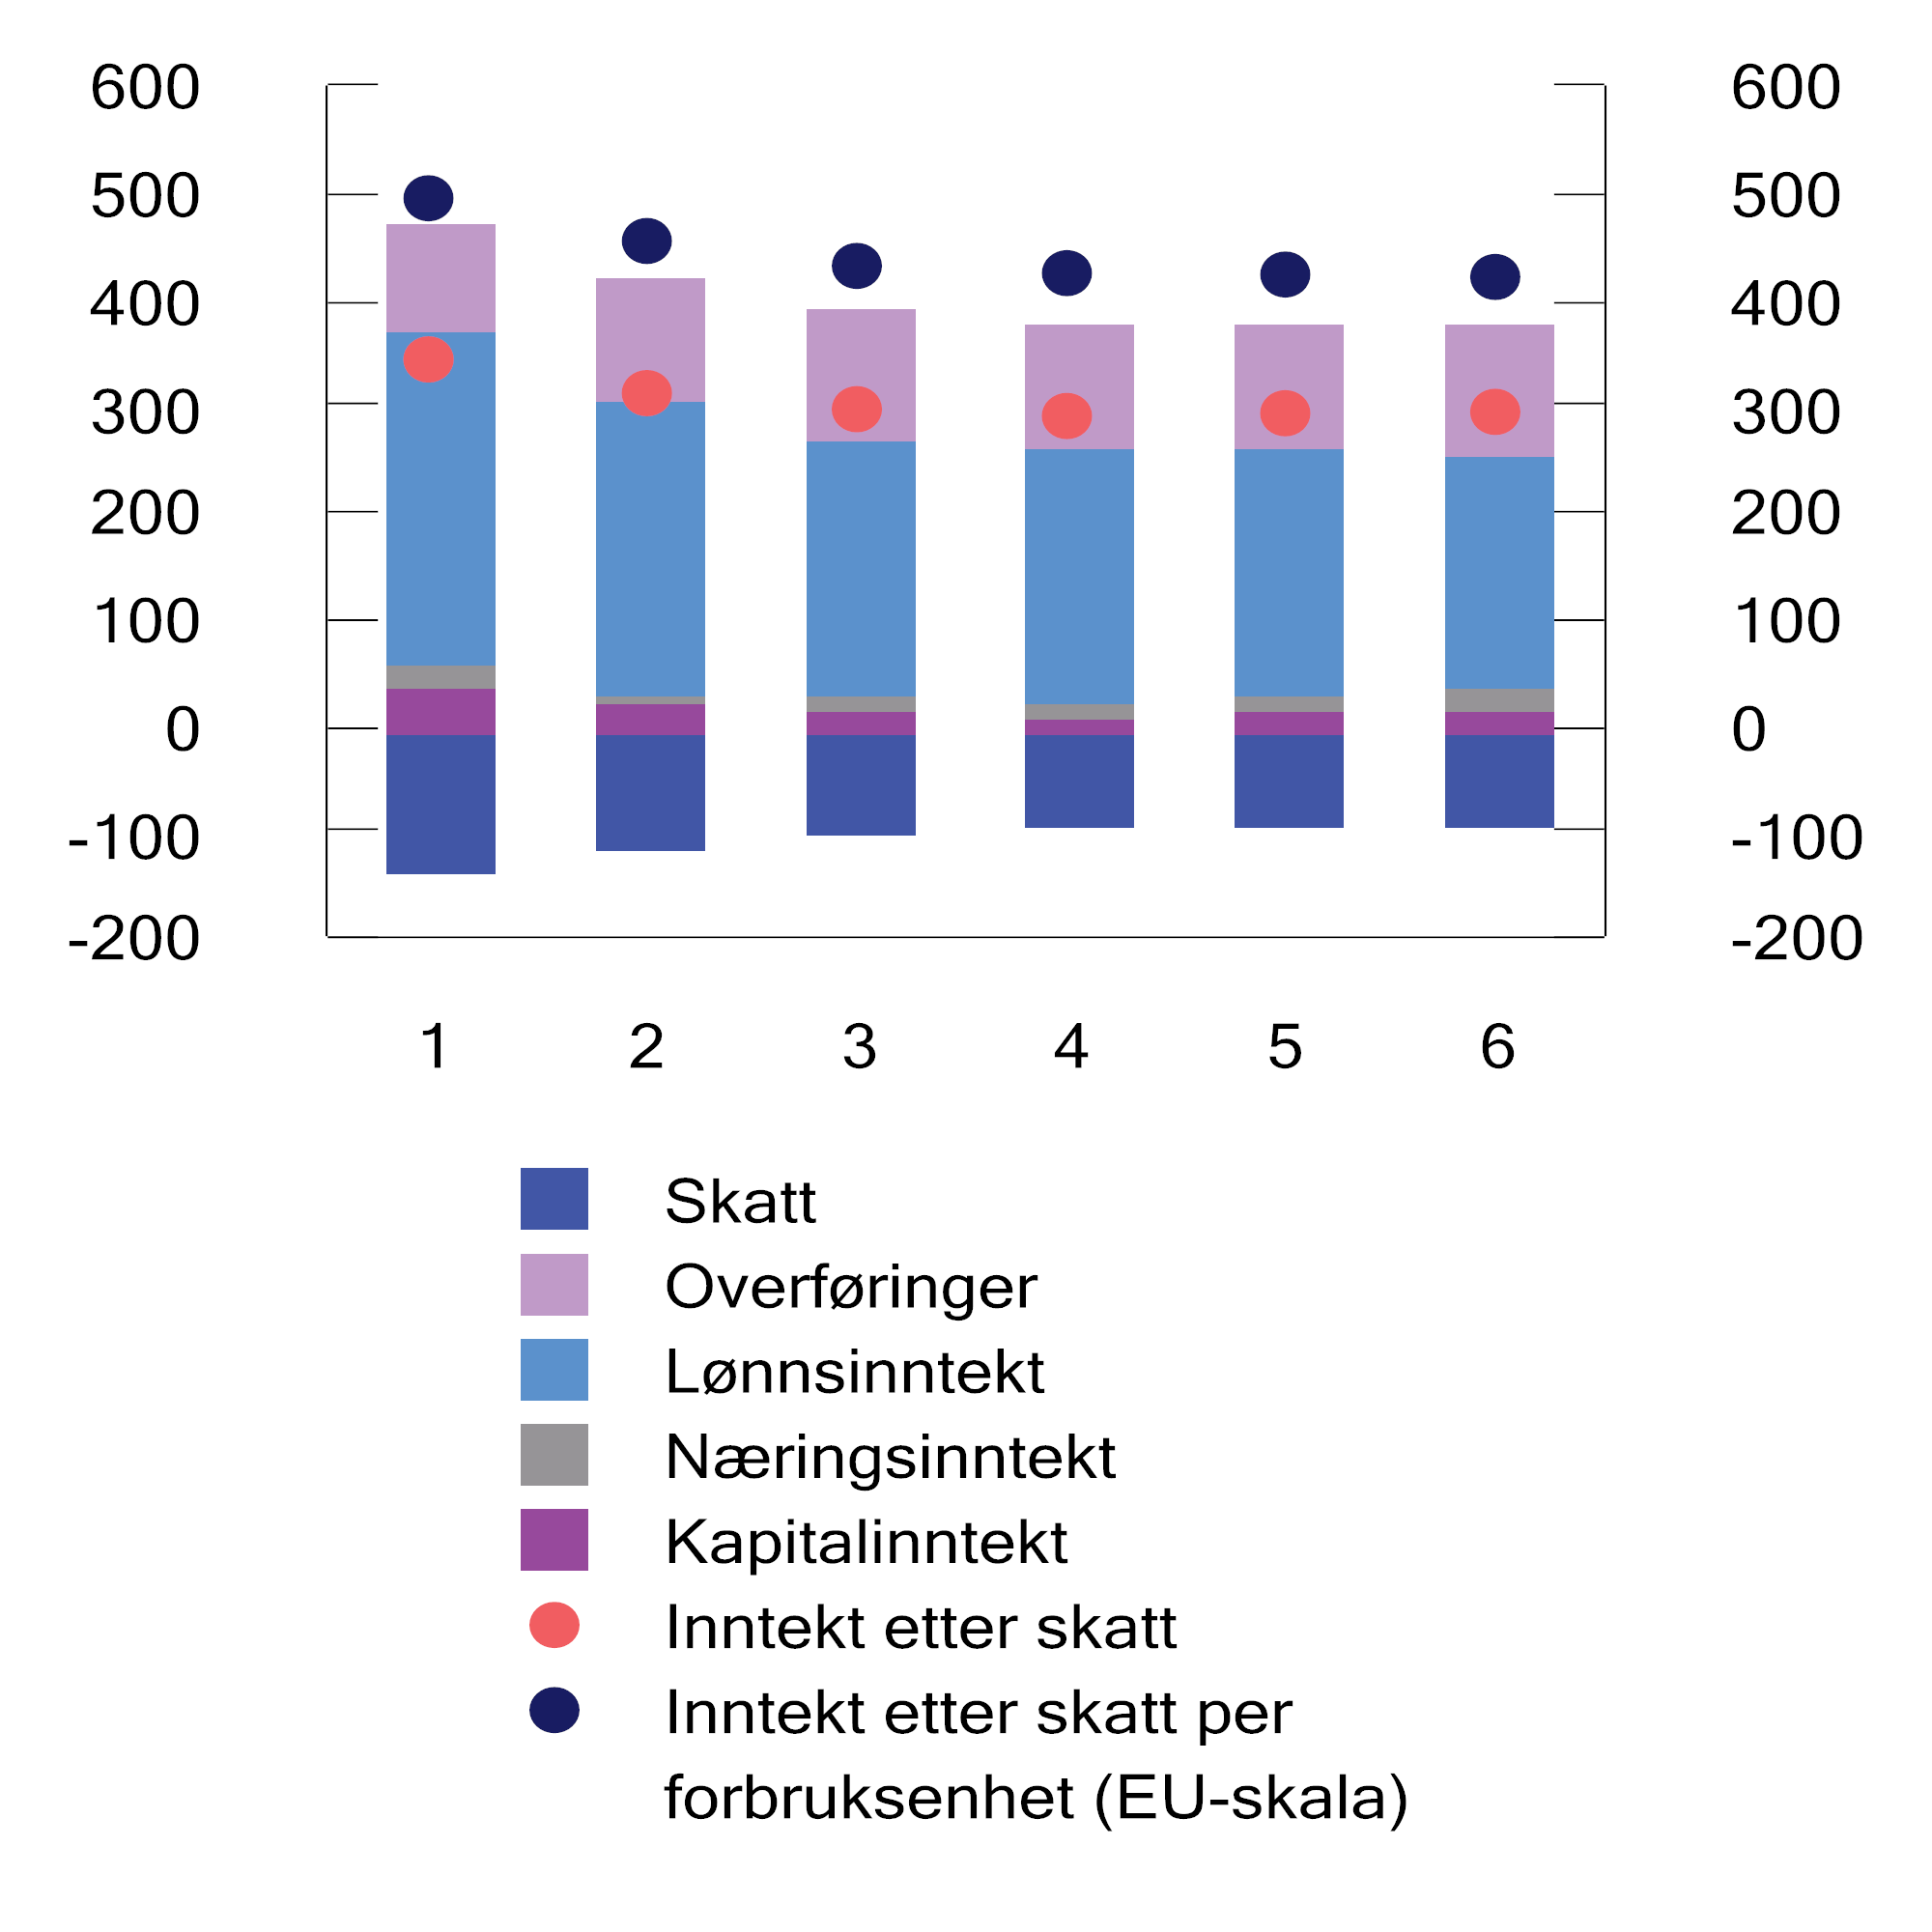 600 600
500 500
400 400
300 300
200 200
100 100
0 0
-100 -100
-200 -200
1 2 3 4 5 6
Skatt
Overføringer
Lønnsinntekt
Næringsinntekt
Kapitalinntekt
Inntekt etter skatt
Inntekt etter skatt per
forbruksenhet (EU-skala)